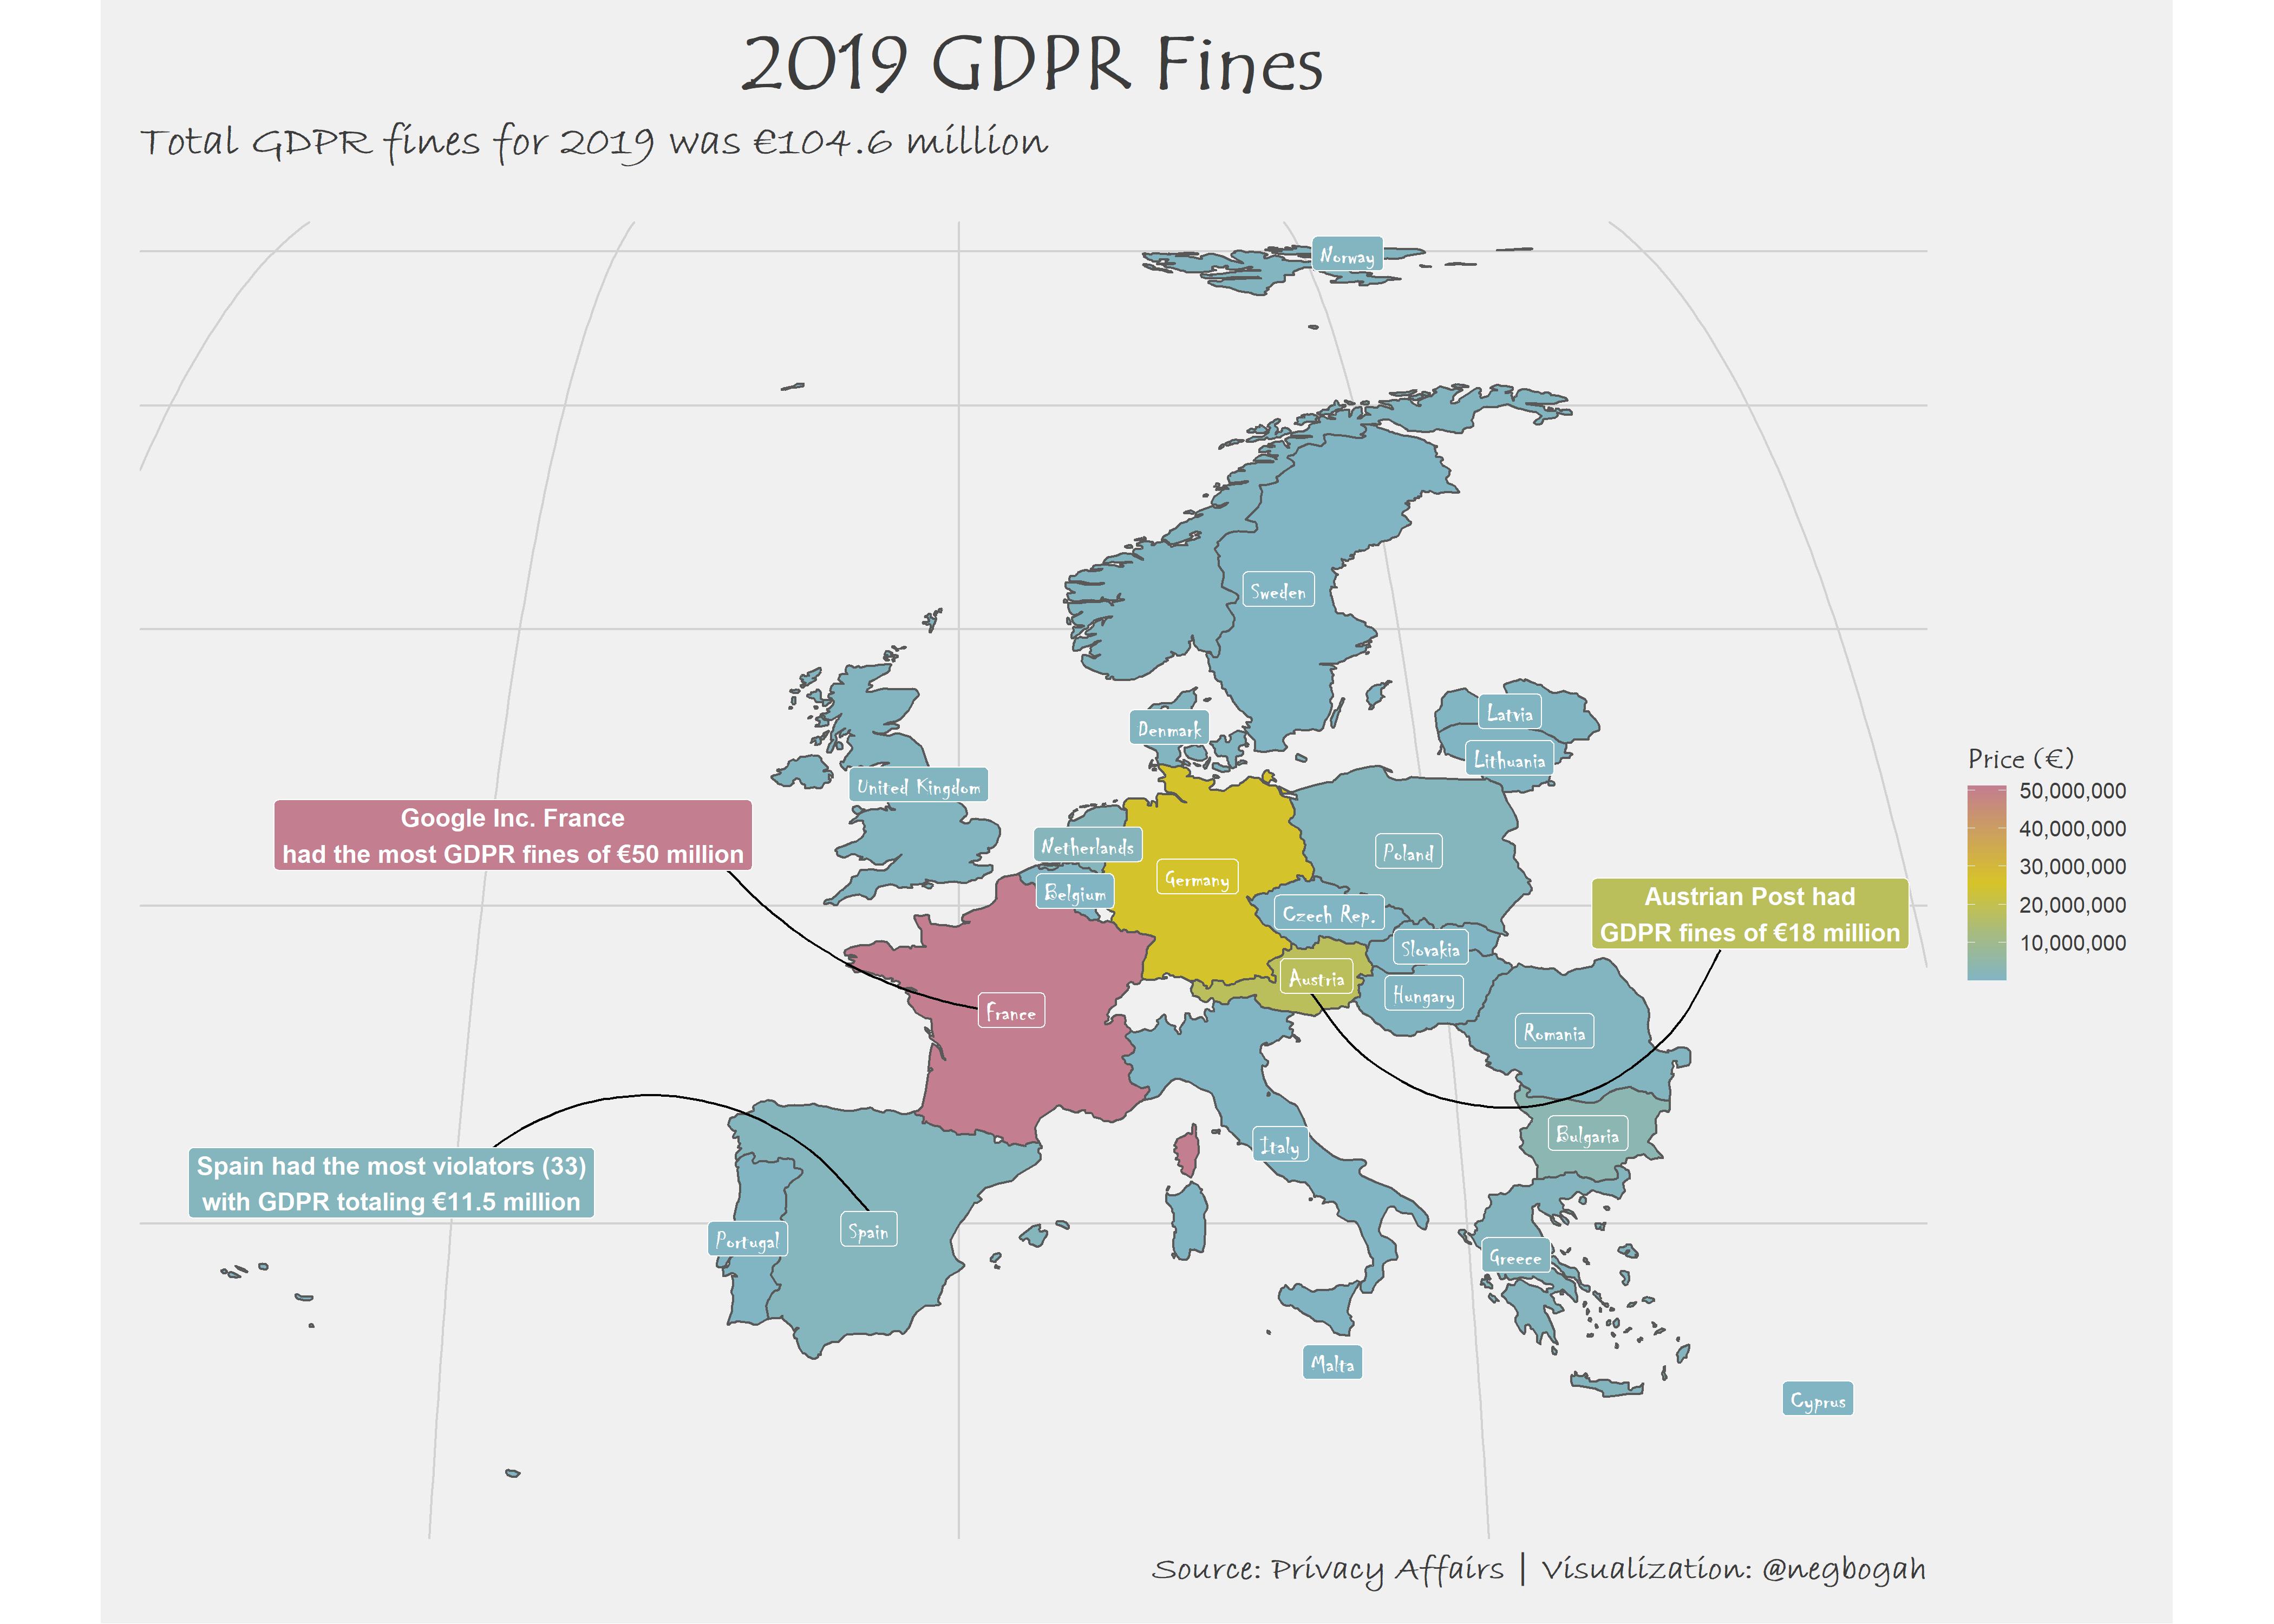 2019 GDPR Fines
Total GDPR fines for 2019 was €104.6 million
Norway
Sweden
Latvia
Denmark
Lithuania
United Kingdom
Price (€)
50,000,000
40,000,000
30,000,000
20,000,000
10,000,000
Google Inc. France
had the most GDPR fines of €50 million
Netherlands
Poland
Germany
Belgium
Austrian Post had
GDPR fines of €18 million
Czech Rep.
Slovakia
Austria
Hungary
France
Romania
Bulgaria
Italy
Spain had the most violators (33)
with GDPR totaling €11.5 million
Portugal
Spain
Greece
Malta
Cyprus
Source: Privacy Affairs | Visualization: @negbogah